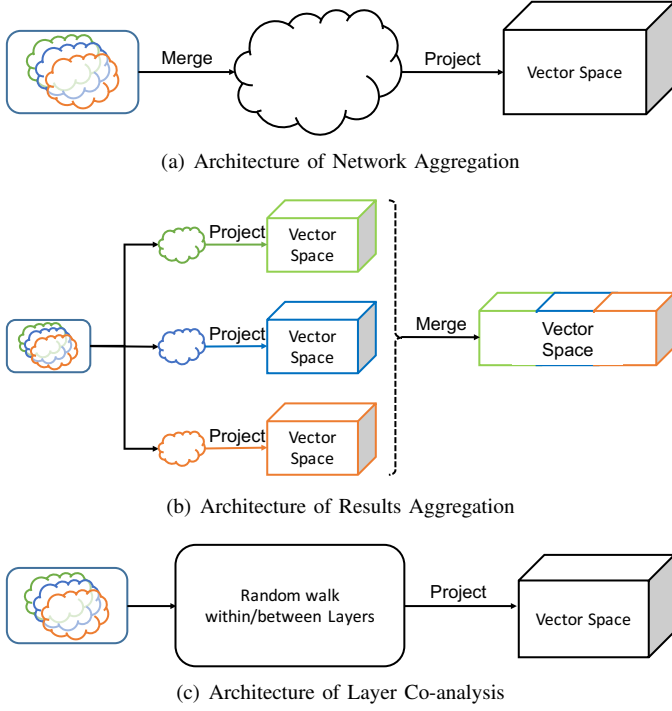 Merge
Project
Vector Space
(a) Architecture of Network Aggregation
Project
Vector
Space
Project
Vector
Space
Merge
Vector
Space
Project
Vector
Space
(b) Architecture of Results Aggregation
Random walk
within/between Layers
Project
Vector Space
(c) Architecture of Layer Co-analysis